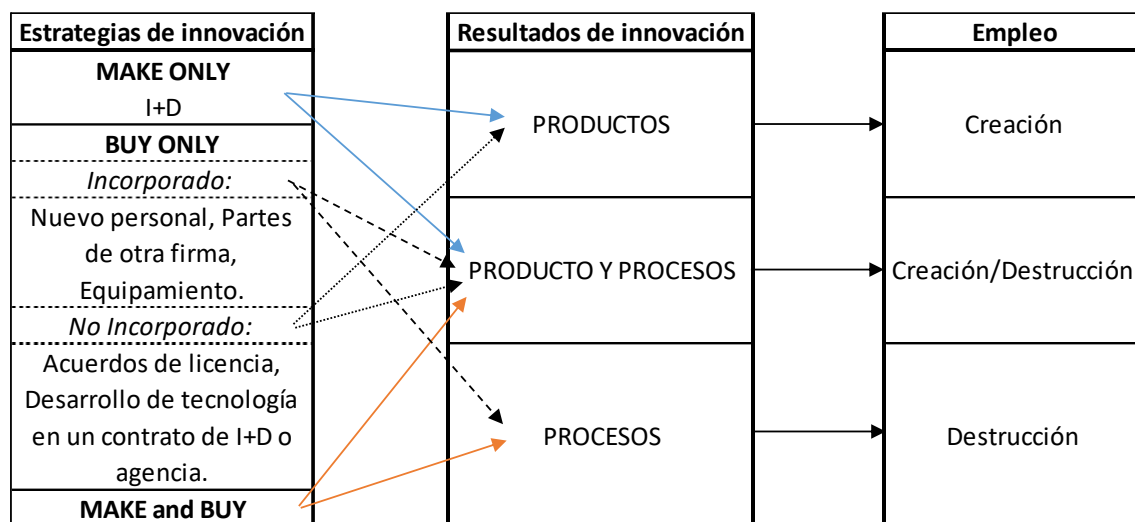 Estrategias de innovación
MAKE ONLY
I+D
BUY ONLY
Incorporado:
Nuevo personal, Partes
de otra firma,
Equipamiento.
No Incorporado:
Acuerdos de licencia,
Desarrollo de tecnología
en un contrato de I+D o
agencia.
MAKE and BUY
Resultados de innovación
PRODUCTOS
PRODUCTO Y PROCESOS
PROCESOS
Empleo
Creación
Creación/Destrucción
Destrucción